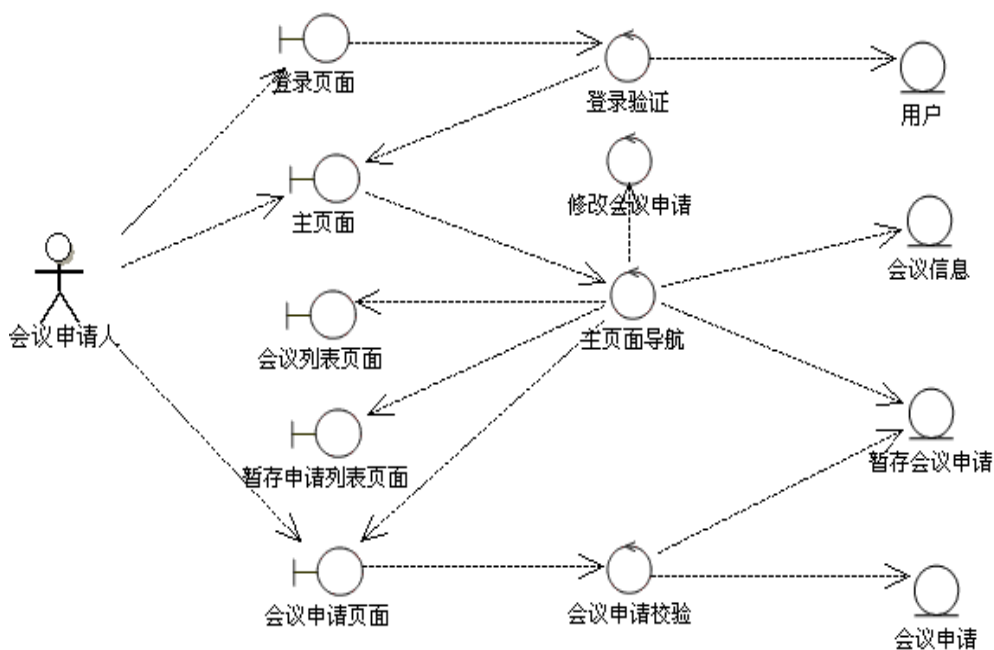 登录页面
登录验证
用户
主页面
修改会议申请
会议信息
会议申请人
会议列表页面
主页面导航
暂存申请列表页面
暂存会议申请
会议申请页面
会议申请校验
会议申请